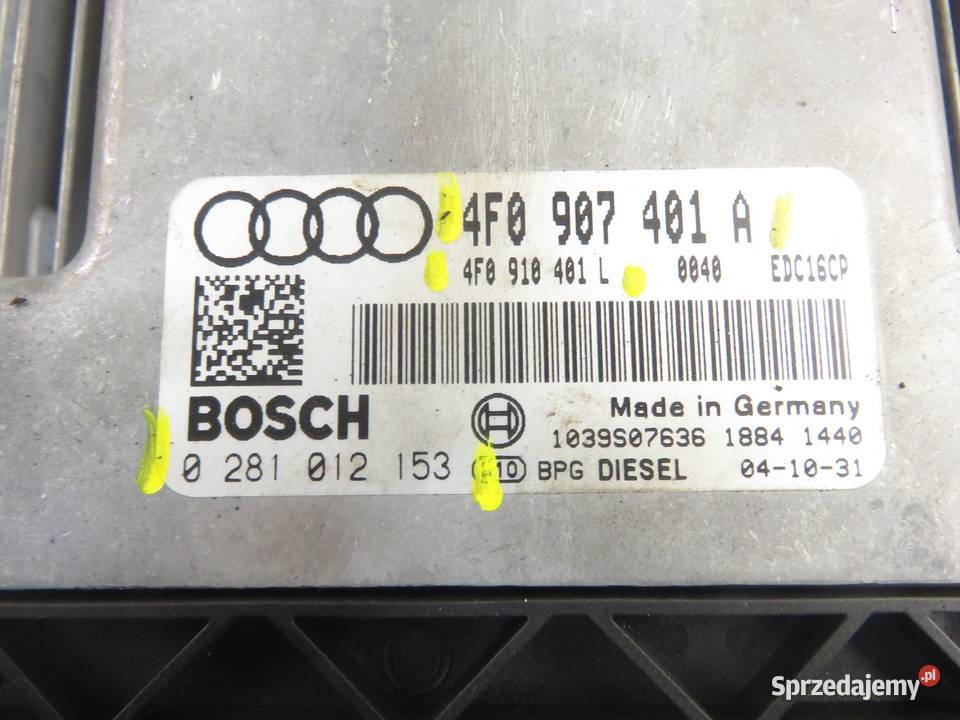 4F0 907 401 A
4F0 910 401 L 0040 EDC16CP
BOSCH
Made in Germany
1039S07636 1884 1440
0 281 012 153 BPG DIESEL 04-10-31
Sprzedajemy.pl